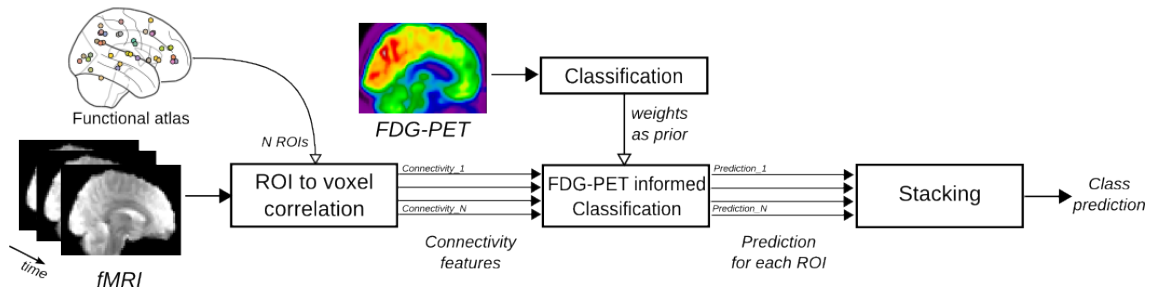 Functional atlas
FDG-PET
Classification
weights
as prior
N ROIs
ROI to voxel
correlation
Connectivity_1
Connectivity_N
FDG-PET informed
Classification
Prediction_1
Prediction_N
Stacking
Class
prediction
Connectivity
features
Prediction
for each ROI
time
fMRI